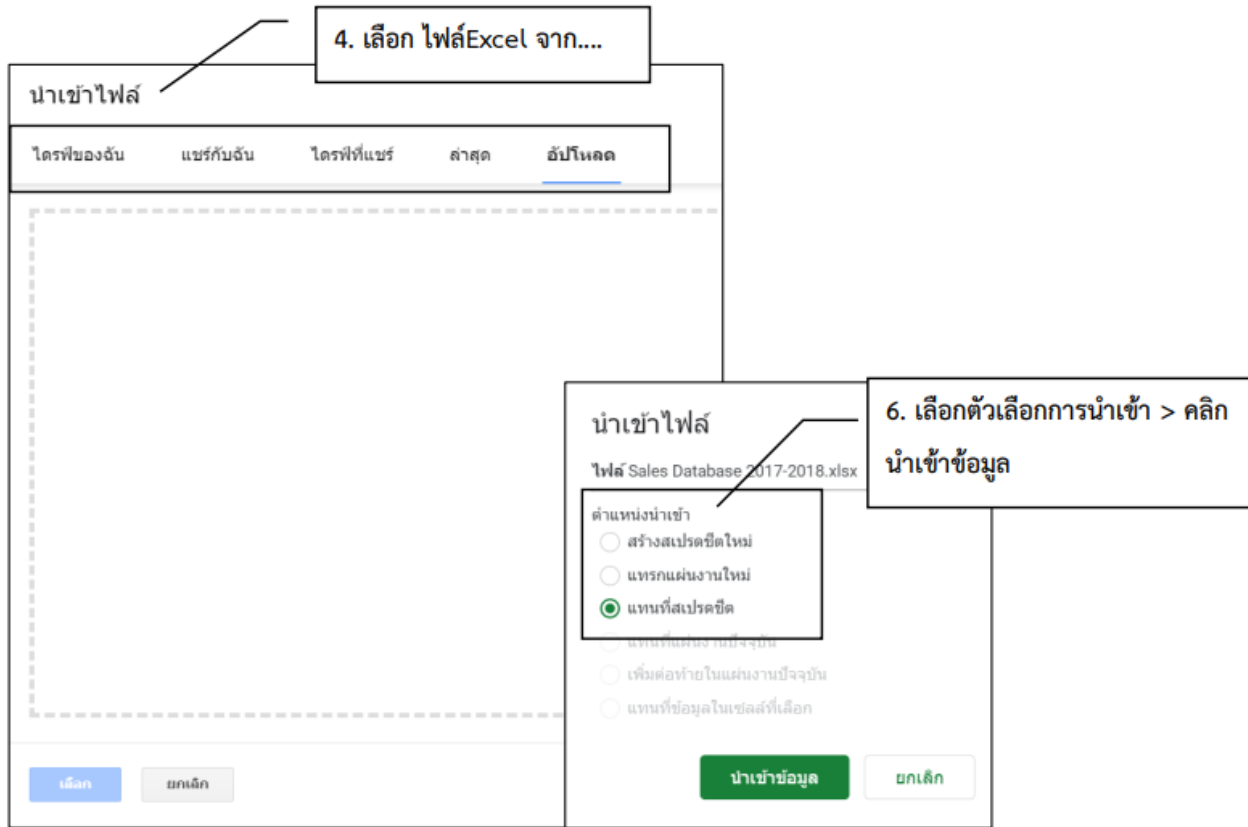 4. เลือก ไฟล์Excel จาก....
นำเข้าไฟล์
ไดรฟ์ของฉัน แชร์กับฉัน ไดรฟ์ที่แชร์ ล่าสุด อัปโหลด
6. เลือกตัวเลือกการนำเข้า > คลิก
นำเข้าข้อมูล
นำเข้าไฟล์
ไฟล์ Sales Database 2017-2018.xlsx
ตำแหน่งนำเข้า
สร้างสเปรดชีตใหม่
แทรกแผ่นงานใหม่
แทนที่สเปรดชีต
แทนที่แผ่นงานปัจจุบัน
เพิ่มต่อท้ายในแผ่นงานปัจจุบัน
แทนที่ข้อมูลในเซลล์ที่เลือก
นำเข้าข้อมูล ยกเลิก
เลือก ยกเลิก